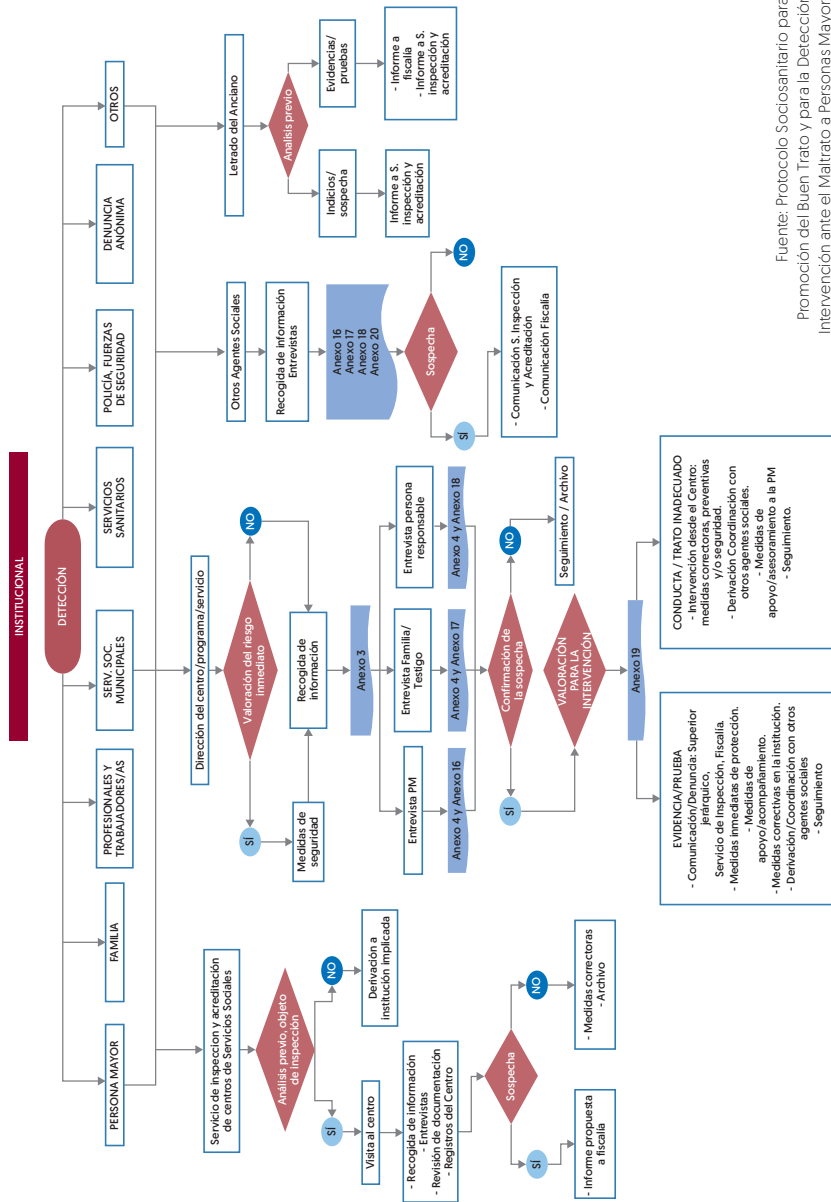 INSTITUCIONAL
DETECCIÓN
PERSONA MAYOR
FAMILIA
PROFESIONALES Y
TRABAJADORES/AS
SERV. SOC.
MUNICIPALES
SERVICIOS
SANITARIOS
POLICÍA, FUERZAS
DE SEGURIDAD
DENUNCIA
ANÓNIMA
OTROS
Servicio de inspeccion y acreditación
de centros de Servicios Sociales
Análisis previo, objeto
de inspección
SÍ
NO
Visita al centro
Derivación a
institución implicada
- Recogida de información
- Entrevistas
- Revisión de documentación
- Registros del Centro
Sospecha
SÍ
NO
- Informe propuesta
a fiscalía
- Medidas correctoras
- Archivo
Dirección del centro/programa/servicio
Valoración del riesgo
inmediato
SÍ
NO
Medidas de
seguridad
Recogida de
información
Anexo 3
Entrevista PM
Entrevista Familia/
Testigo
Entrevista persona
responsable
Anexo 4 y Anexo 16
Anexo 4 y Anexo 17
Anexo 4 y Anexo 18
Confirmación de
la sospecha
SÍ
NO
Seguimiento / Archivo
VALORACIÓN
PARA LA
INTERVENCIÓN
Anexo 19
EVIDENCIA/PRUEBA
- Comunicación/Denuncia: Superior
jerárquico,
Servicio de Inspección, Fiscalía.
- Medidas inmediatas de protección.
- Medidas de
apoyo/acompañamiento.
- Medidas correctivas en la institución.
- Derivación/Coordinación con otros
agentes sociales
- Seguimiento
CONDUCTA / TRATO INADECUADO
- Intervención desde el Centro:
medidas correctoras, preventivas
y/o seguridad.
- Derivación Coordinación con
otros agentes sociales.
- Medidas de
apoyo/asesoramiento a la PM
- Seguimiento.
Otros Agentes Sociales
Recogida de información
Entrevistas
Anexo 16
Anexo 17
Anexo 18
Anexo 20
Sospecha
SÍ
NO
- Comunicación S. Inspección
y Acreditación
- Comunicación Fiscalía
Letrado del Anciano
Analisis previo
Indicios/
sospecha
Evidencias/
pruebas
Informe a S.
inspección y
acreditación
- Informe a
fiscalía
- Informe a S.
inspección y
acreditación
Fuente: Protocolo Sociosanitario para
Promoción del Buen Trato y para la Detección
Intervención ante el Maltrato a Personas Mayor